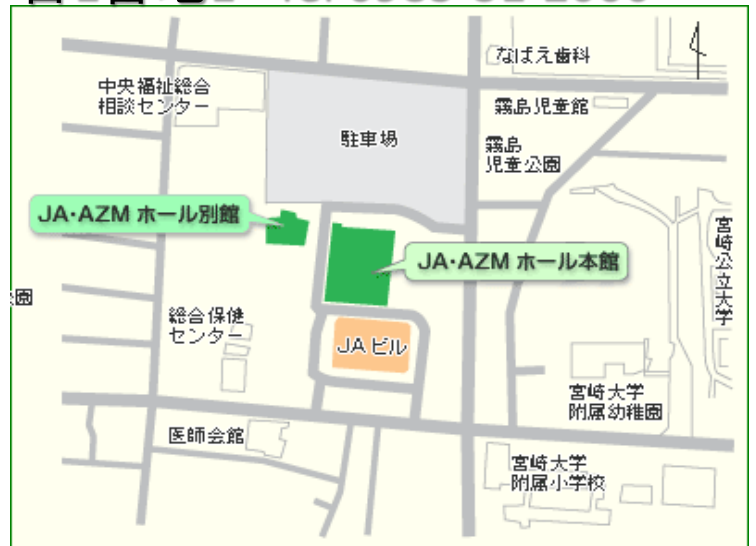 なばえ歯科
中央福祉総合
相談センター
霧島児童館
駐車場
霧島
児童公園
JA・AZM ホール別館
宮崎公立大学
JA・AZM ホール本館
総合保健
センター
JA ビル
宮崎大学
附属幼稚園
医師会館
宮崎大学
附属小学校